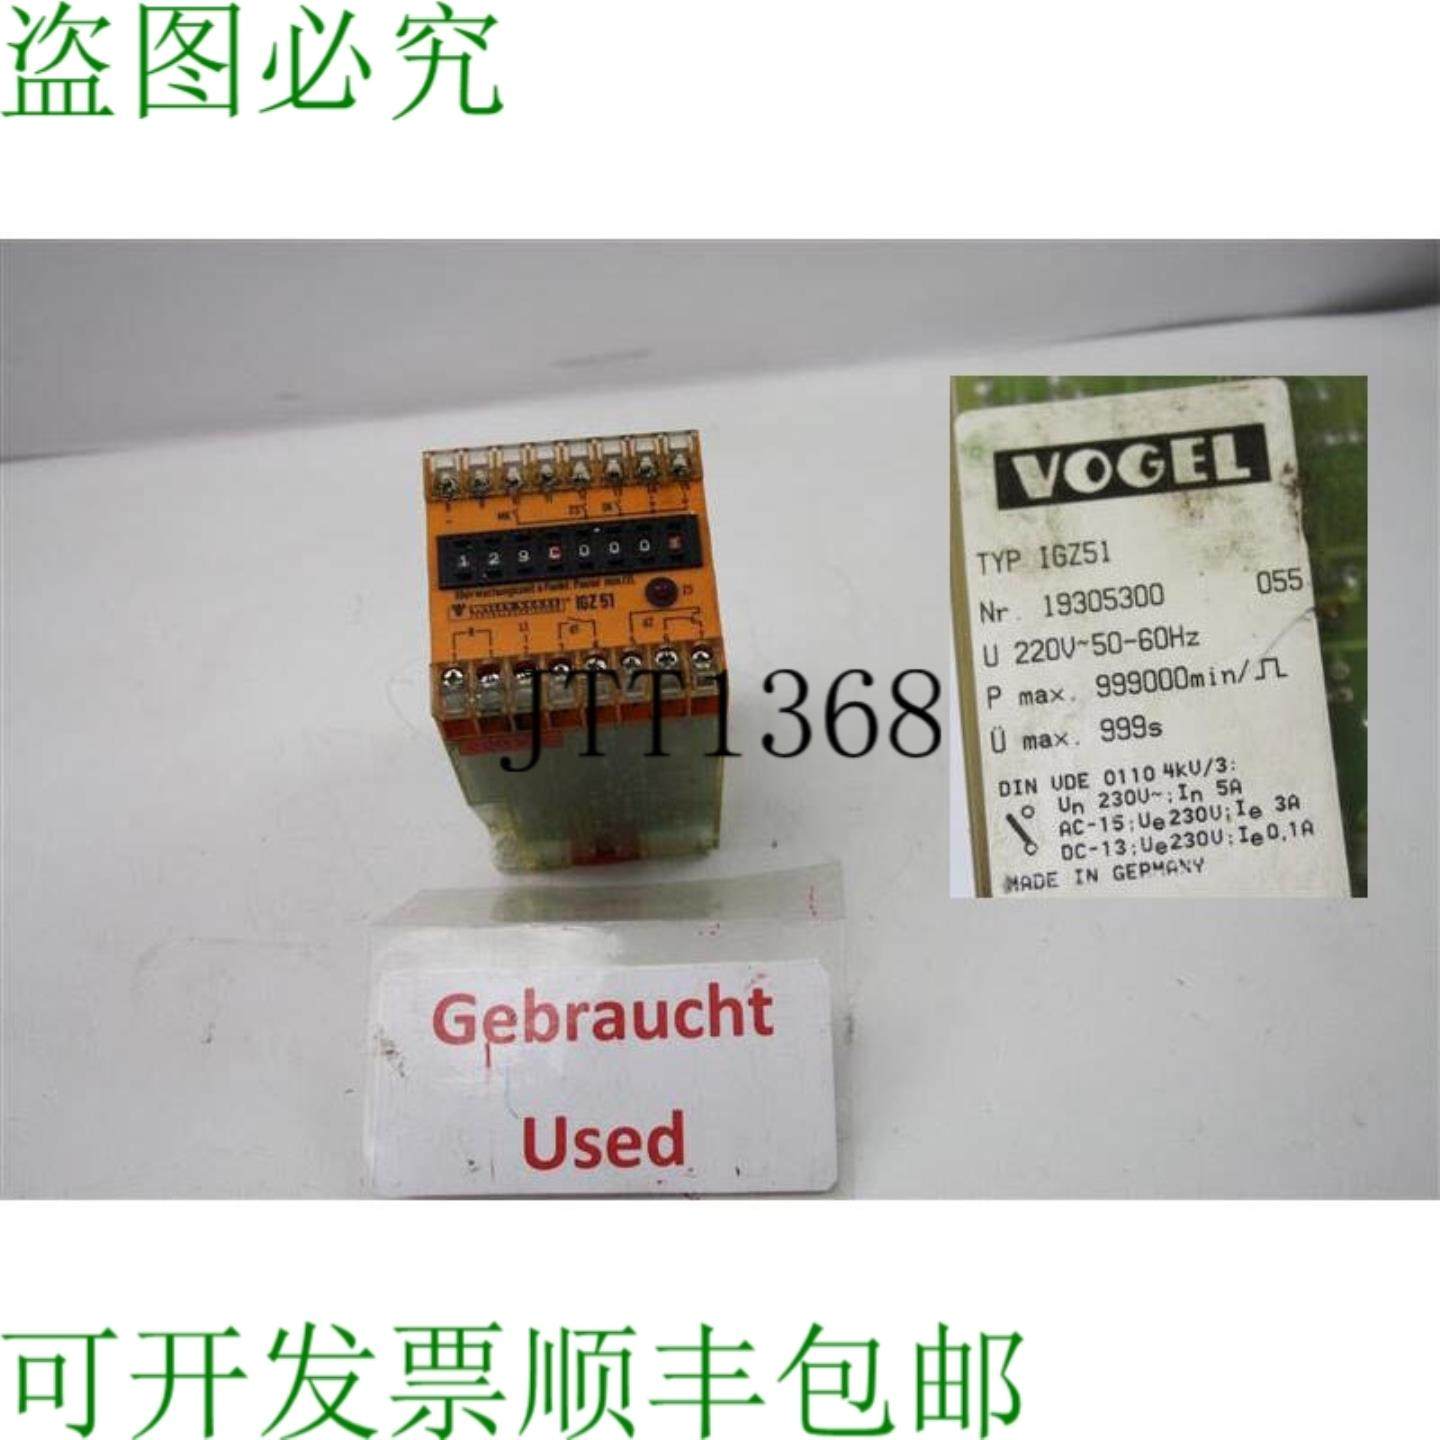 盗图必究
1 2 9 C 0 0 0
IGZ 51
JTT1368
VOGEL
TYP IGZ51
Nr. 19305300 055
U 220V~50-60Hz
P max. 999000min/
Ü max. 999s
DIN VDE 0110 4kV/3:
Un 230V~; In 5A
AC-15; Ue230V; Ie 3A
DC-13; Ue230V; Ie0,1A
MADE IN GERMANY
Gebraucht
Used
可开发票顺丰包邮